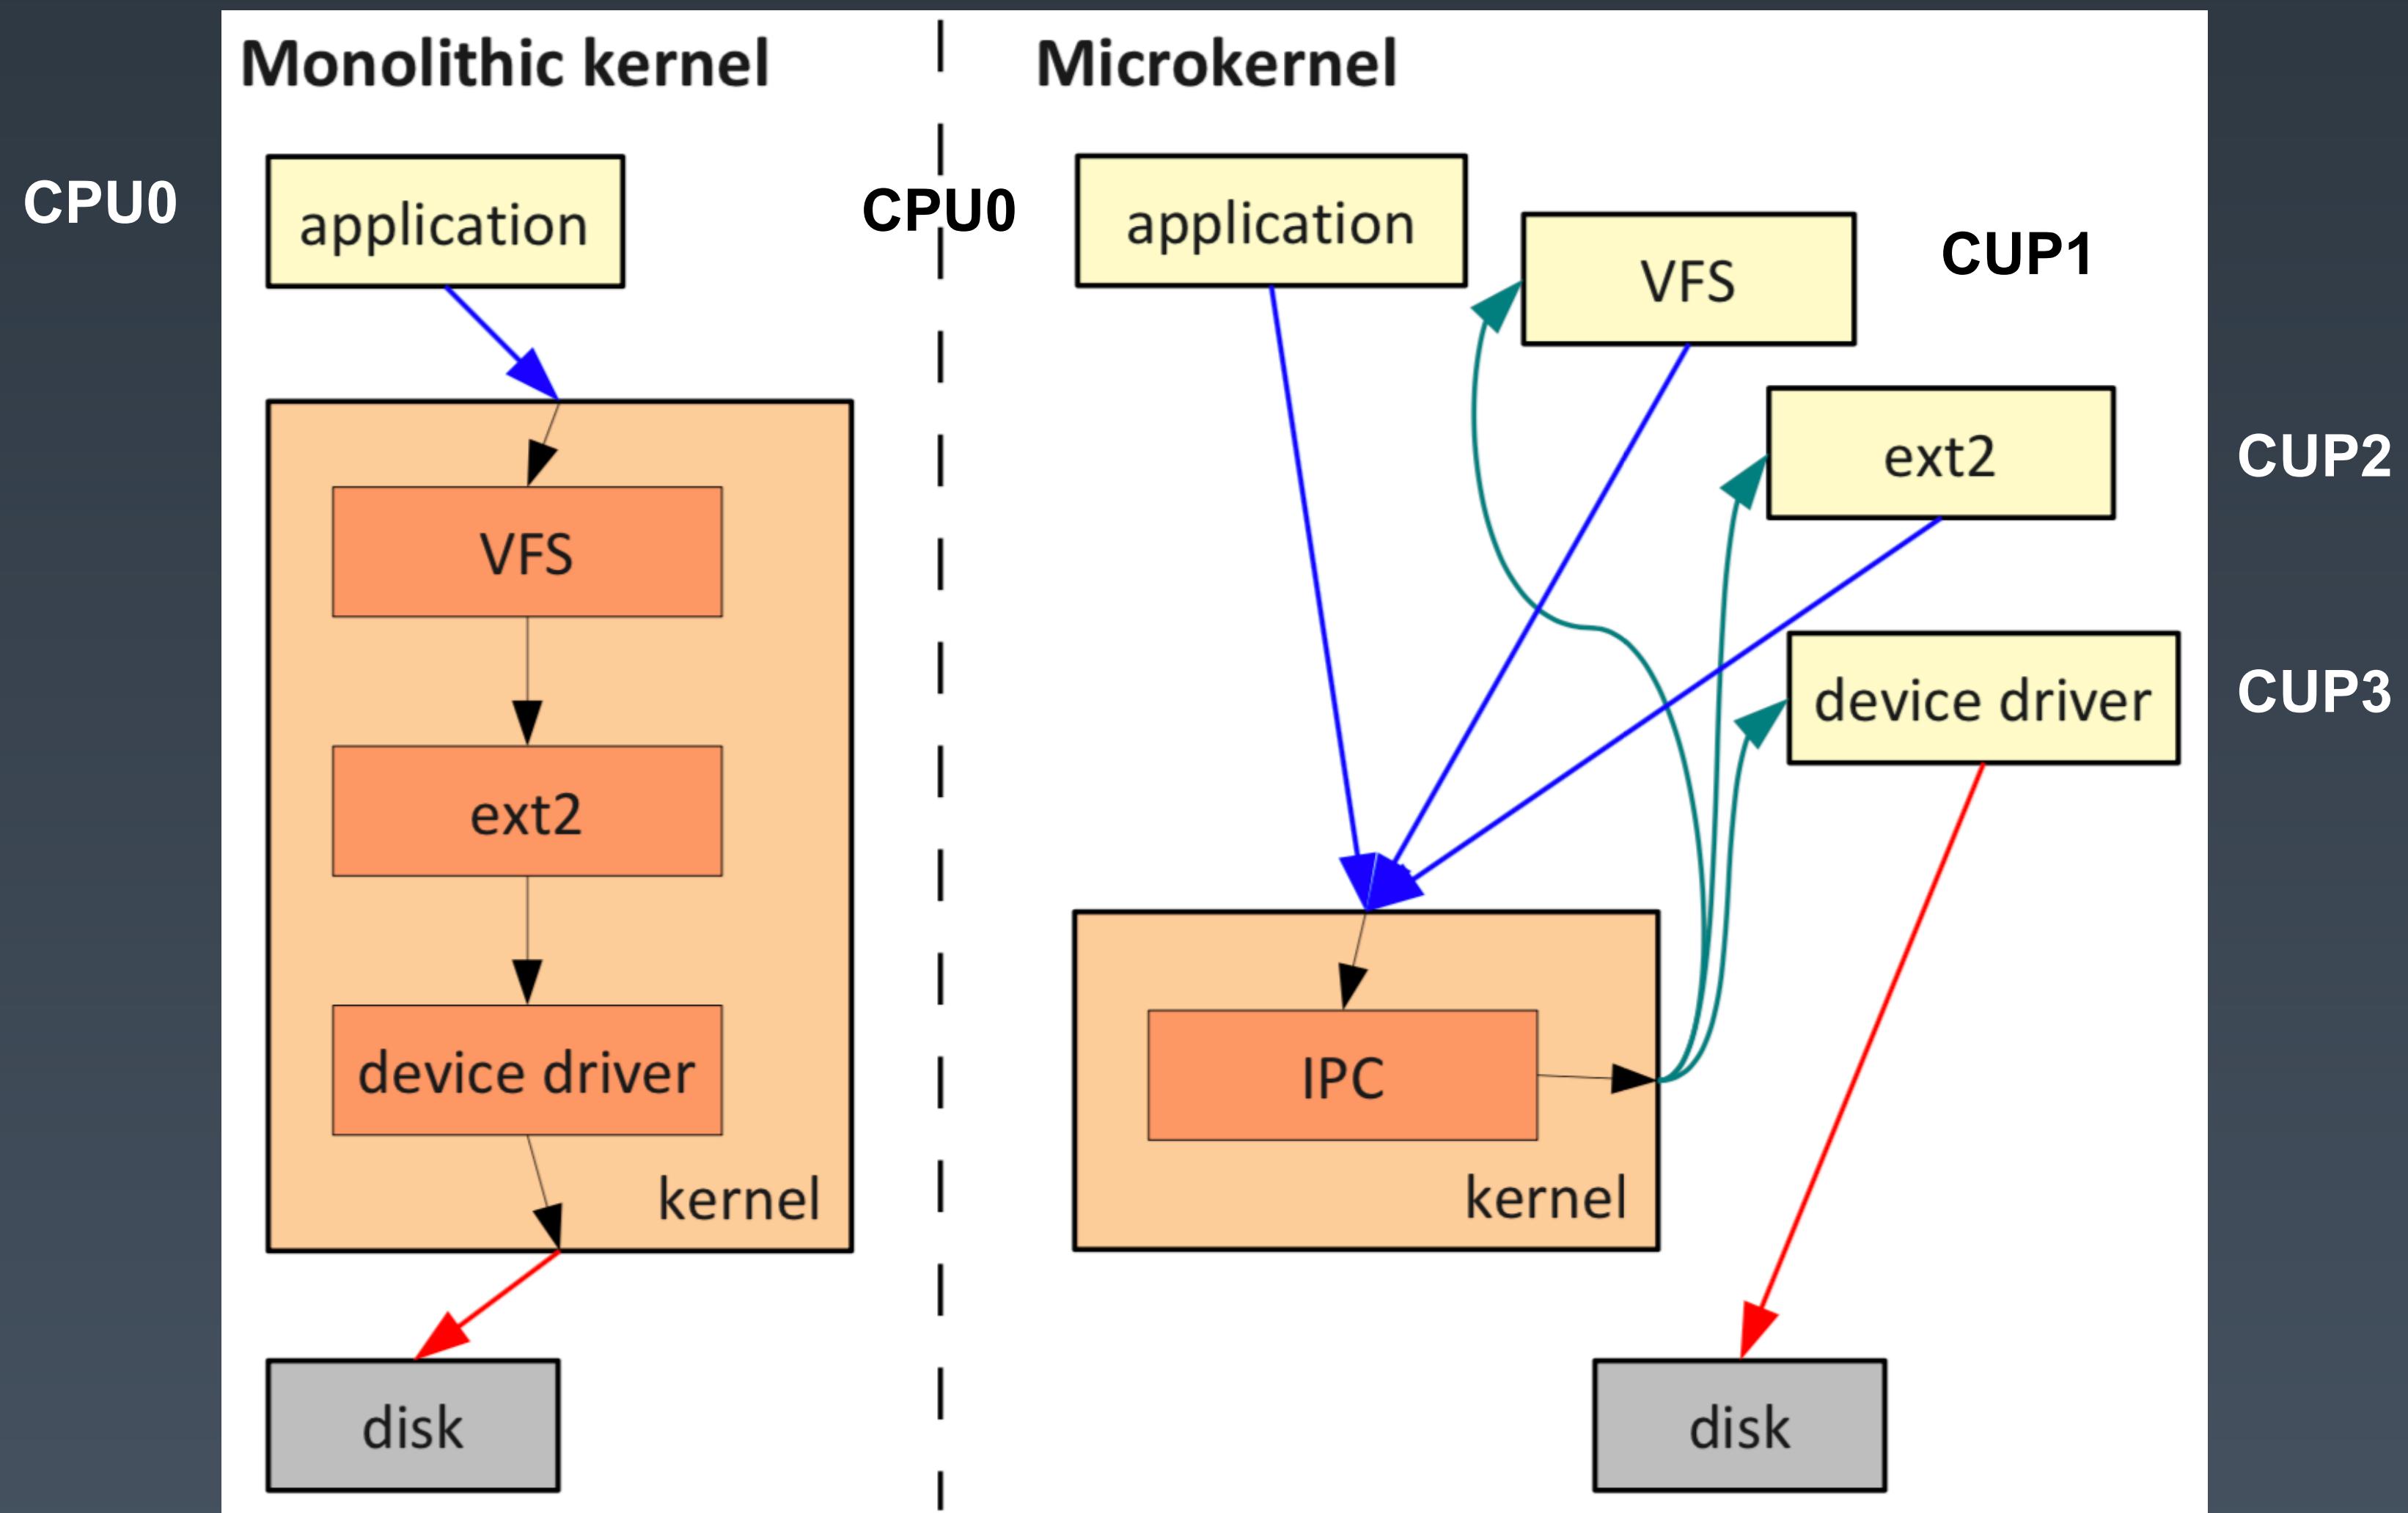 Monolithic kernel
CPU0
application
VFS
ext2
device driver
kernel
disk
Microkernel
CPU0
application
VFS
CUP1
ext2
CUP2
device driver
CUP3
IPC
kernel
disk